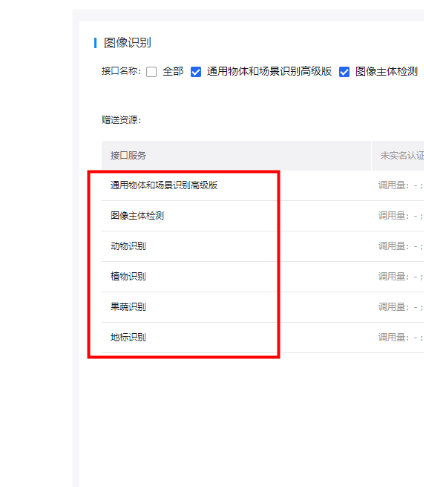 图像识别
接口名称: 全部 通用物体和场景识别高级版 图像主体检测
赠送资源:
接口服务 未实名认证
通用物体和场景识别高级版 调用量: - ;
图像主体检测 调用量: - ;
动物识别 调用量: - ;
植物识别 调用量: - ;
果蔬识别 调用量: - ;
地标识别 调用量: - ;